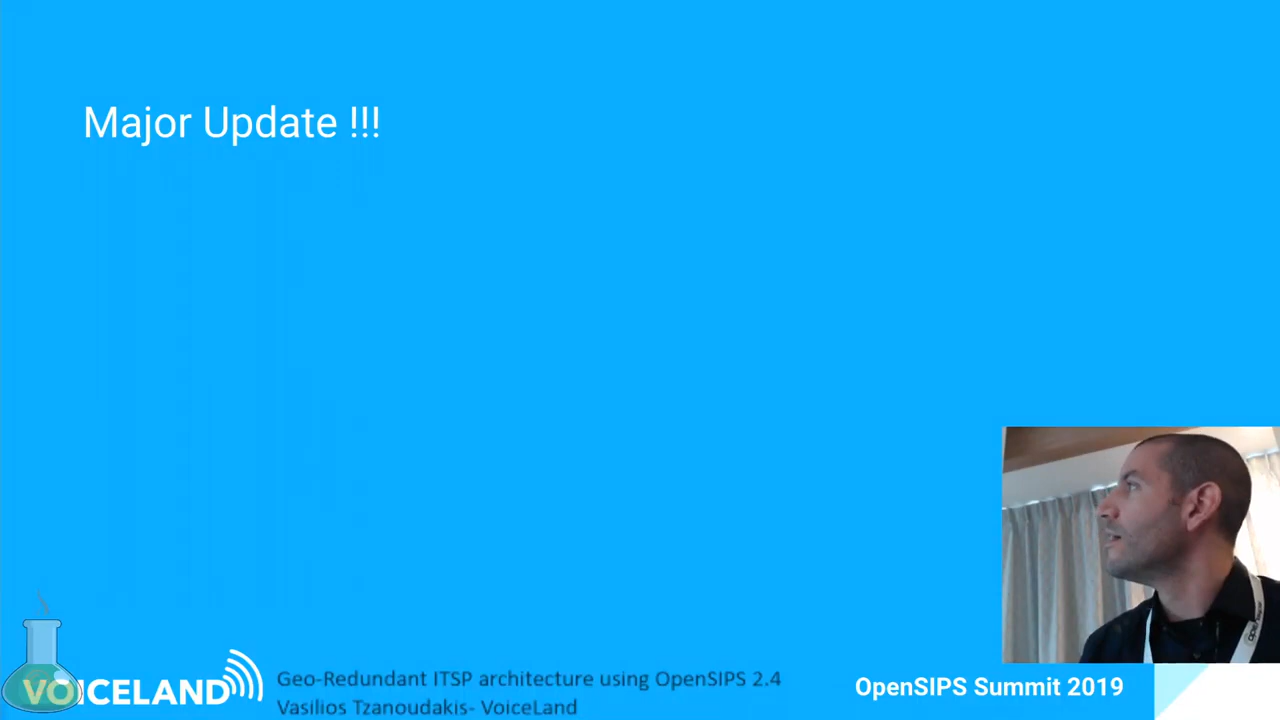 Major Update !!!
VOICELAND
Geo-Redundant ITSP architecture using OpenSIPS 2.4
Vasilios Tzanoudakis- VoiceLand
OpenSIPS Summit 2019